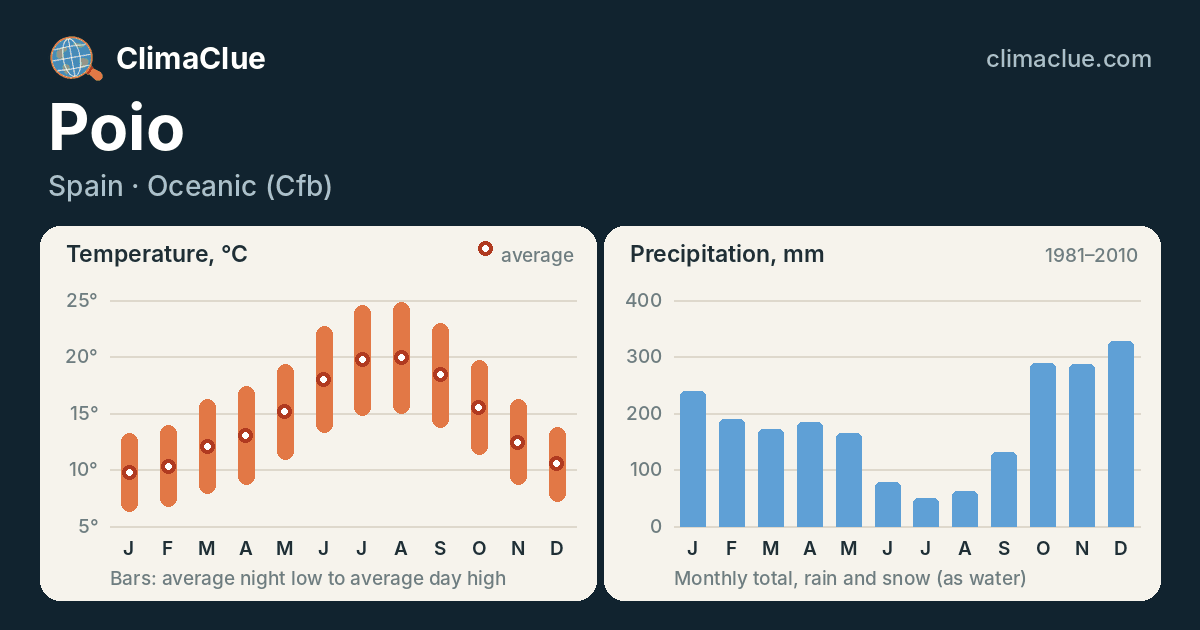 ClimaClue
climaclue.com
Poio
Spain · Oceanic (Cfb)
Temperature, °C
average
25°
20°
15°
10°
5°
J F M A M J J A S O N D
Bars: average night low to average day high
Precipitation, mm
1981–2010
400
300
200
100
0
J F M A M J J A S O N D
Monthly total, rain and snow (as water)